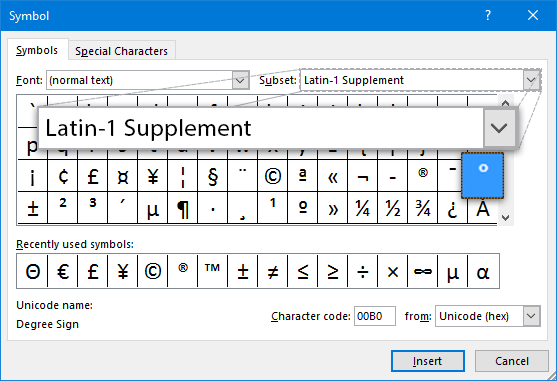 Symbol ? ×
Symbols Special Characters
Font: (normal text) Subset: Latin-1 Supplement
Latin-1 Supplement
¡ ¢ £ ¤ ¥ ¦ § ¨ © ª « ¬ - ® ¯ °
± ² ³ ´ µ ¶ · ¸ ¹ º » ¼ ½ ¾ ¿ À
Recently used symbols:
Θ € £ ¥ © ® ™ ± ≠ ≤ ≥ ÷ × ∞ µ α
Unicode name:
Degree Sign
Character code: 00B0 from: Unicode (hex)
Insert Cancel